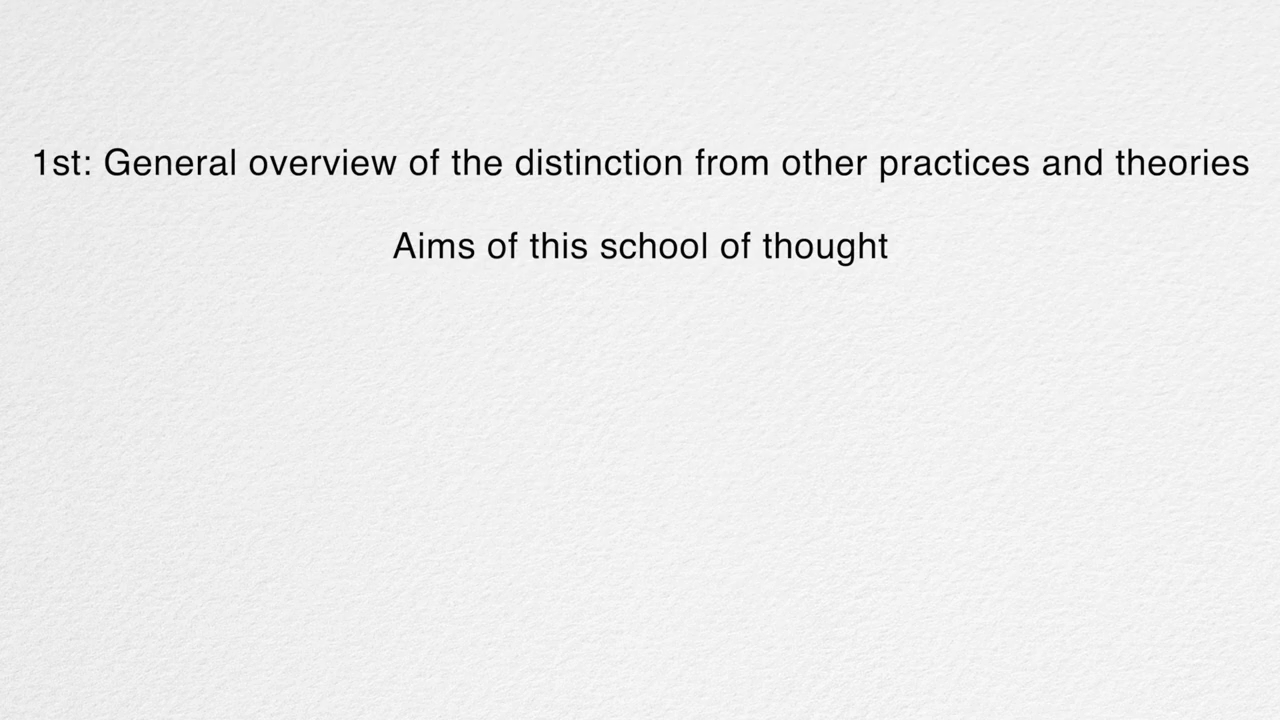 1st: General overview of the distinction from other practices and theories
Aims of this school of thought